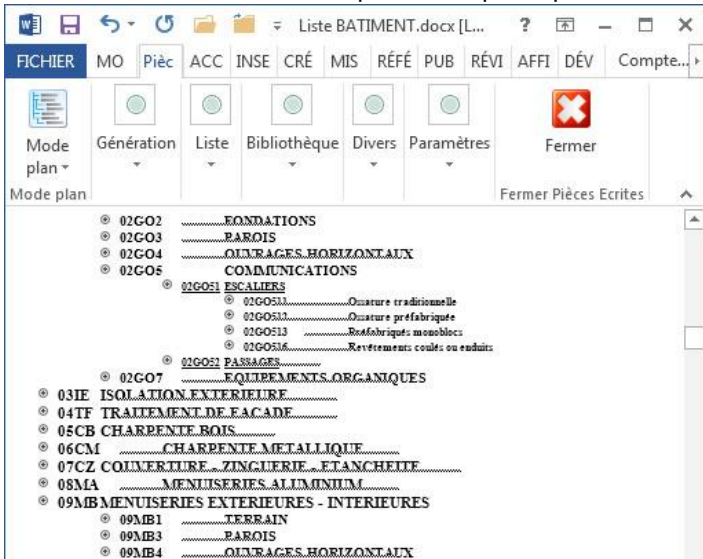 Liste BATIMENT.docx [L... ?
FICHIER MO Pièc ACC INSE CRÉ MIS RÉFÉ PUB RÉVI AFFI DÉV Compte...
Mode plan Génération Liste Bibliothèque Divers Paramètres Fermer
Mode plan Fermer Pièces Ecrites
02GO2 FONDATIONS
02GO3 PAROIS
02GO4 OUVRAGES HORIZONTAUX
02GO5 COMMUNICATIONS
02GO51 ESCALIERS
02GO511 Ossature traditionnelle
02GO512 Ossature préfabriquée
02GO513 Préfabriqués monoblocs
02GO516 Revêtements coulés ou enduits
02GO52 PASSAGES
02GO7 EQUIPEMENTS ORGANIQUES
03IE ISOLATION EXTERIEURE
04TF TRAITEMENT DE FACADE
05CB CHARPENTE BOIS
06CM CHARPENTE METALLIQUE
07CZ COUVERTURE - ZINGUERIE - ETANCHEITE
08MA MENUISERIES ALUMINIUM
09MB MENUISERIES EXTERIEURES - INTERIEURES
09MB1 TERRAIN
09MB3 PAROIS
09MB4 OUVRAGES HORIZONTAUX